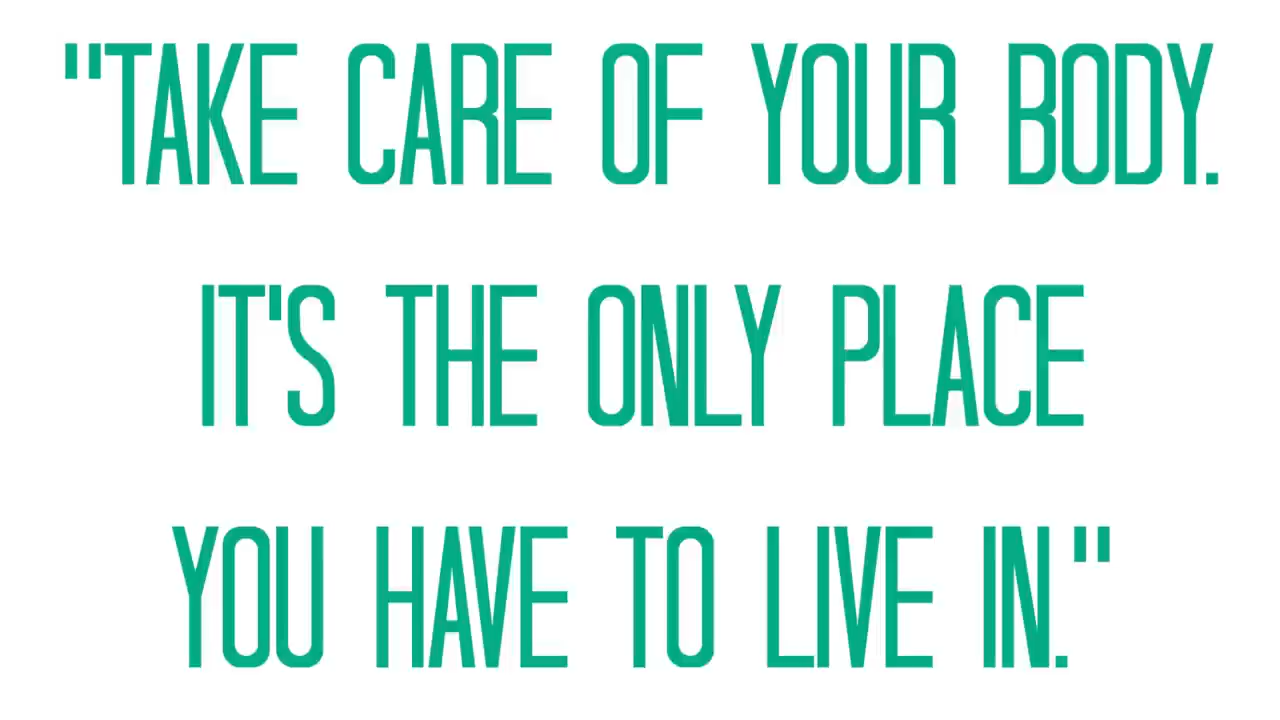 "TAKE CARE OF YOUR BODY.
IT'S THE ONLY PLACE
YOU HAVE TO LIVE IN."